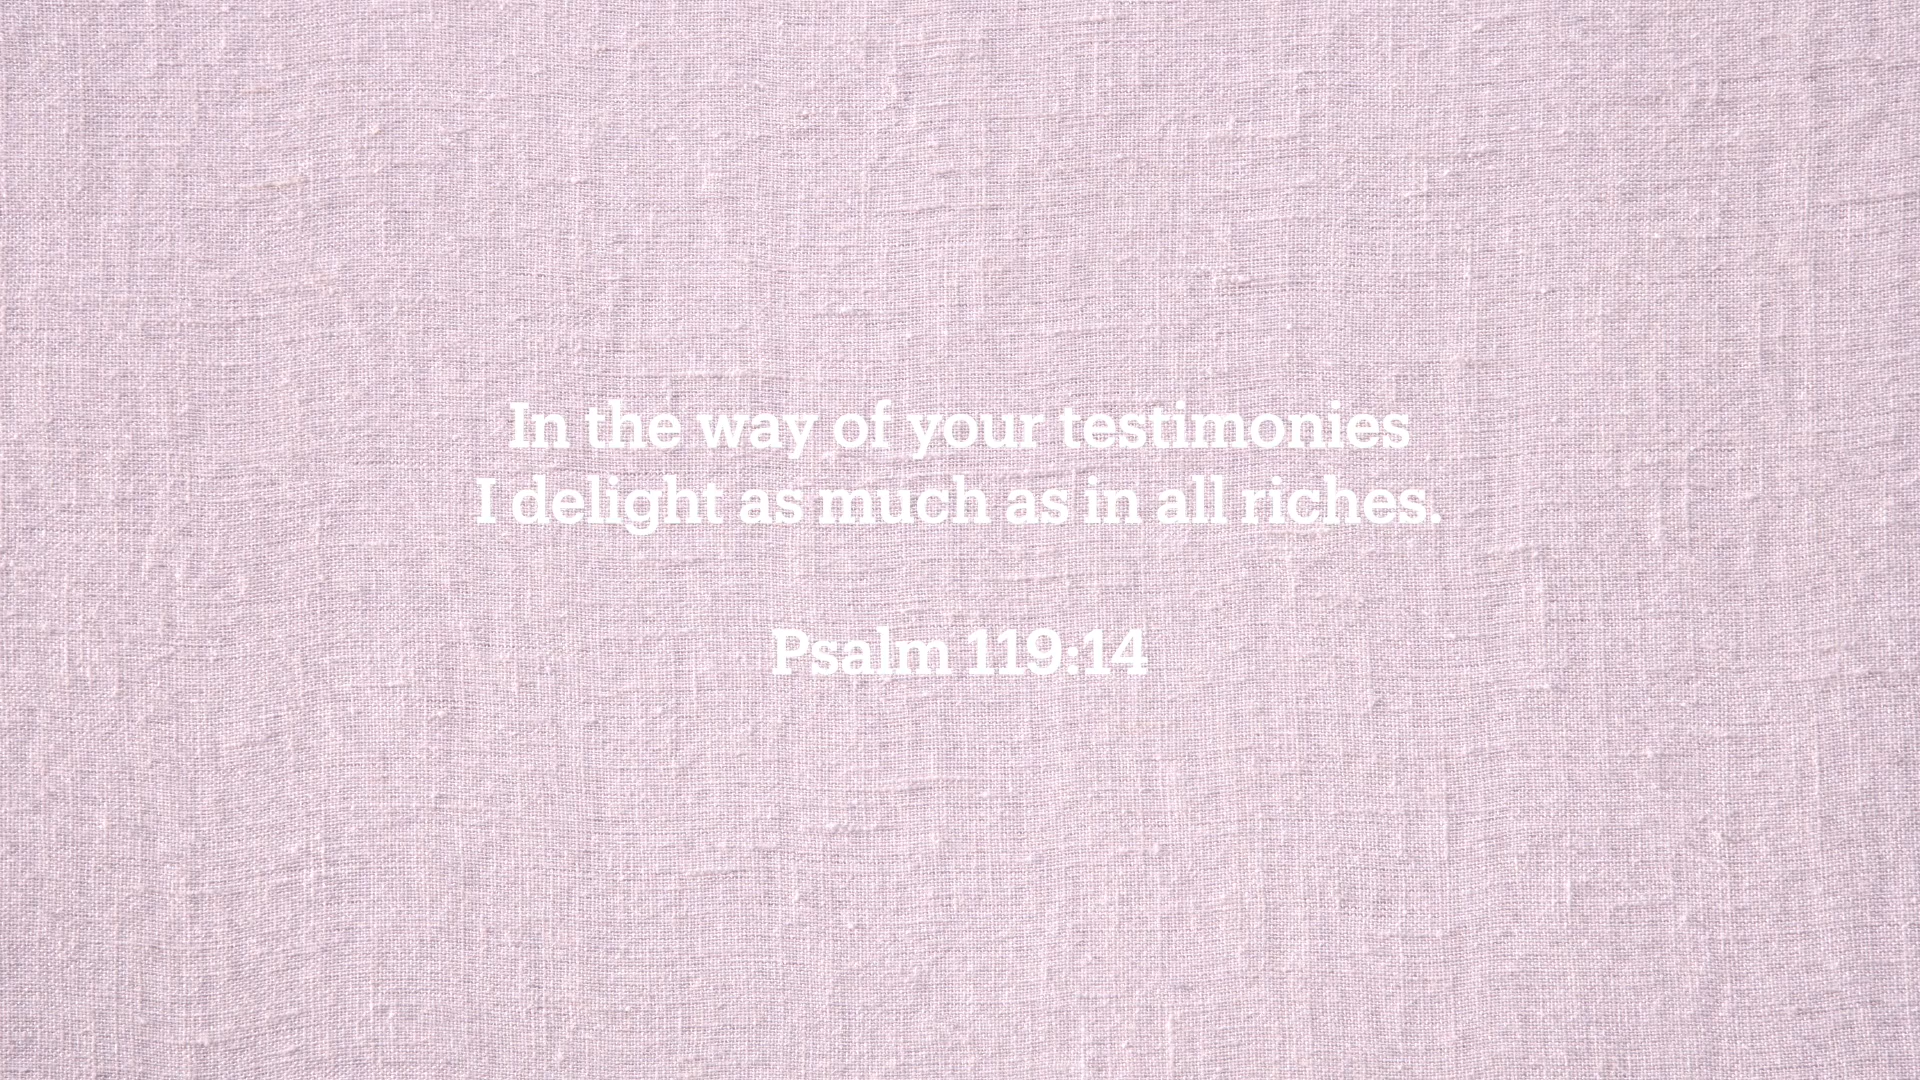 In the way of your testimonies
I delight as much as in all riches.
Psalm 119:14